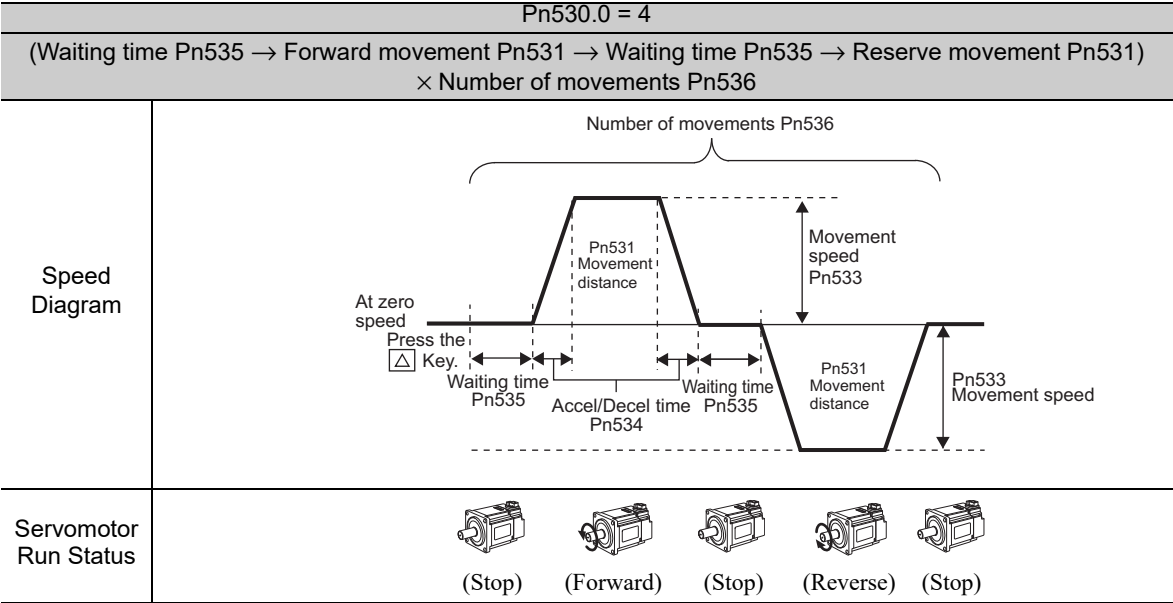 Pn530.0 = 4
(Waiting time Pn535 → Forward movement Pn531 → Waiting time Pn535 → Reserve movement Pn531)
× Number of movements Pn536
Speed
Diagram
Number of movements Pn536
Pn531
Movement
distance
Movement
speed
Pn533
At zero
speed
Press the
△ Key.
Waiting time
Pn535
Accel/Decel time
Pn534
Waiting time
Pn535
Pn531
Movement
distance
Pn533
Movement speed
Servomotor
Run Status
(Stop) (Forward) (Stop) (Reverse) (Stop)